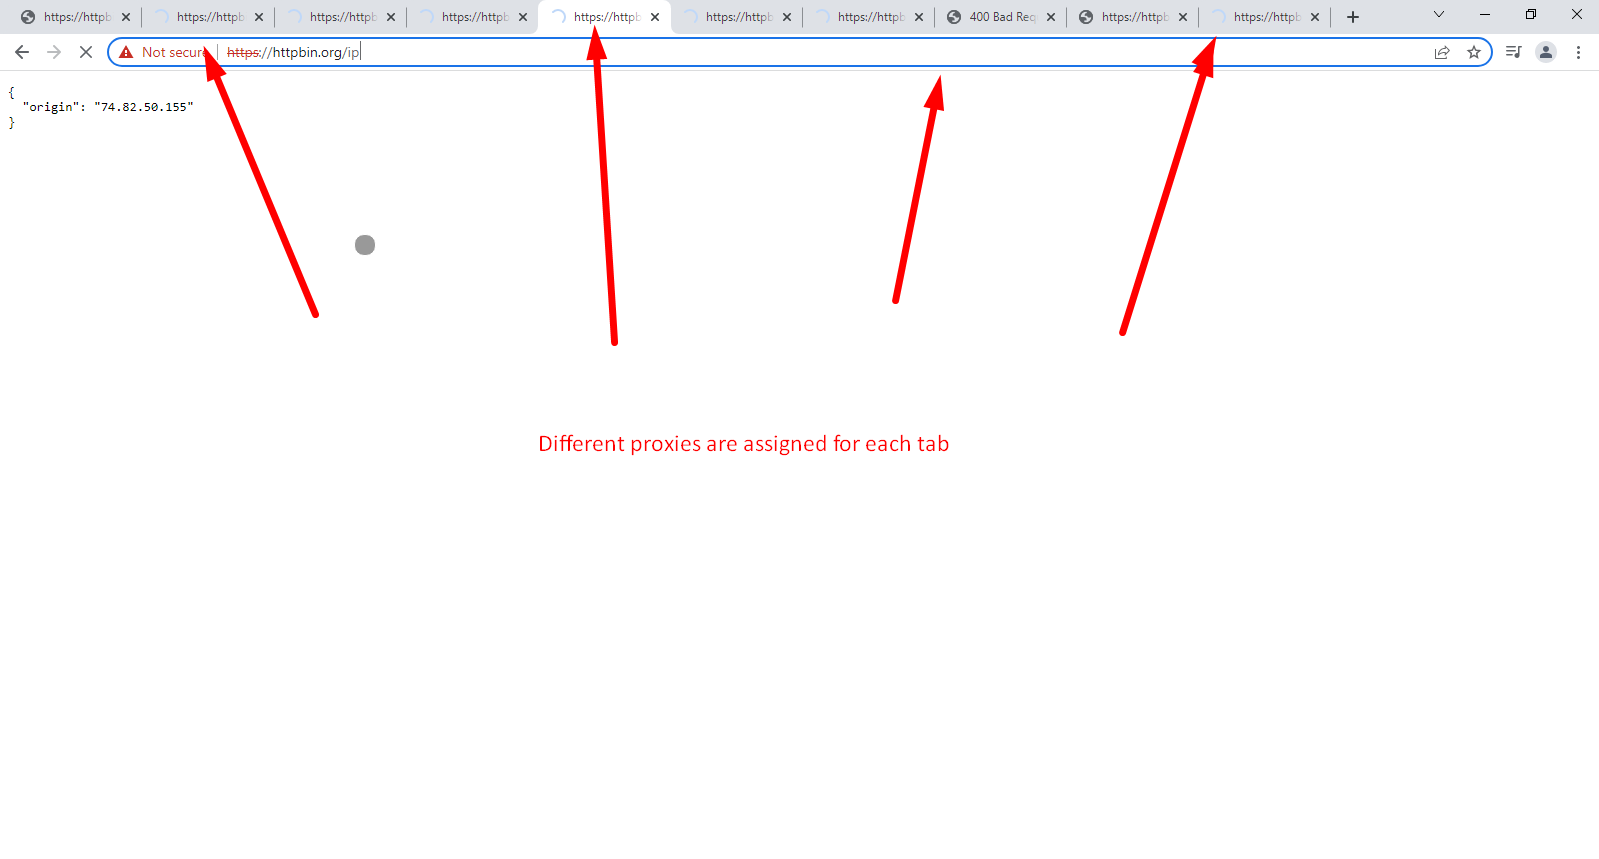 https://httpb
https://httpb
https://httpb
https://httpb
https://httpb
https://httpb
https://httpb
400 Bad Req
https://httpb
https://httpb
Not secure
https://httpbin.org/ip
{
"origin": "74.82.50.155"
}
Different proxies are assigned for each tab